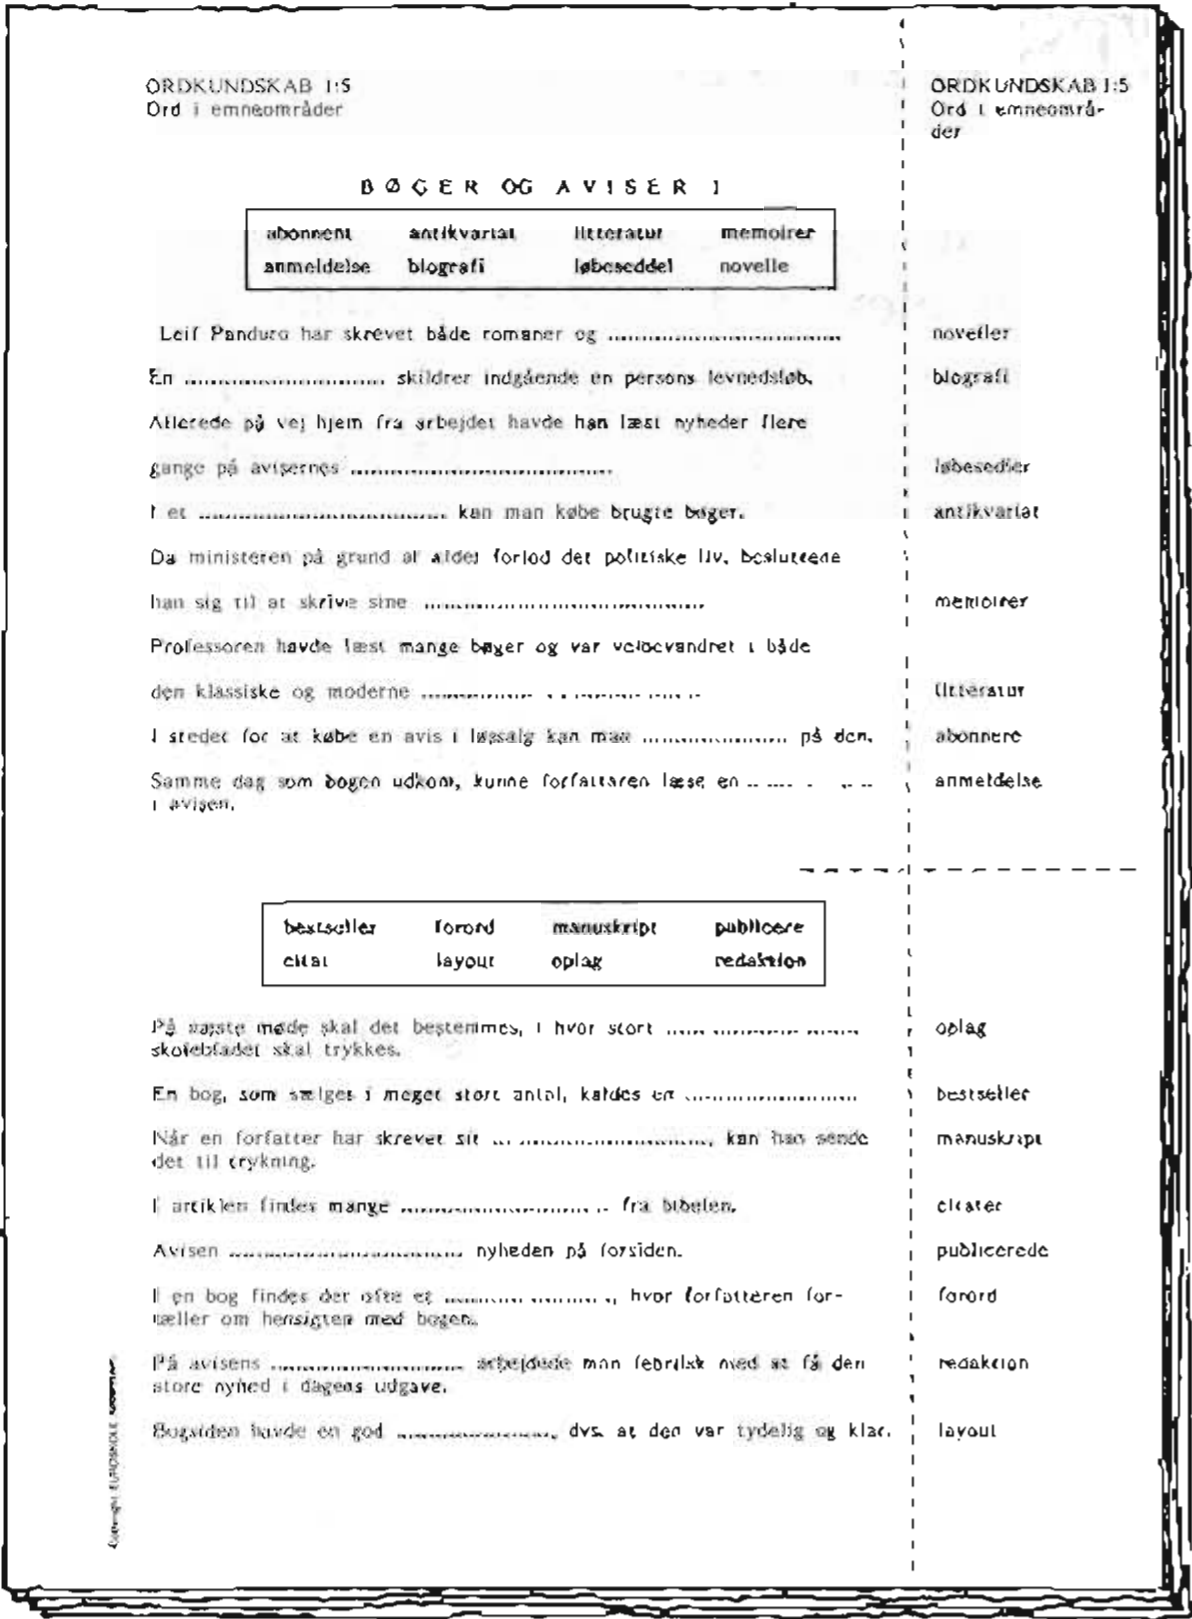 ORDKUNDSKAB 1:5
Ord i emneområder
ORDKUNDSKAB 1:5
Ord i emneområ-
der
BØGER OG AVISER 1
abonnent antikvariat litteratur memoirer
anmeldelse biografi løbeseddel novelle
Leif Panduro har skrevet både romaner og .................... noveller
En .................... skildrer indgående en persons levnedsløb. biografi
Allerede på vej hjem fra arbejdet havde han læst nyheder flere
gange på avisernes .................... løbesedler
I et .................... kan man købe brugte bøger. antikvariat
Da ministeren på grund af alder forlod det politiske liv, besluttede
han sig til at skrive sine .................... memoirer
Professoren havde læst mange bøger og var velbevandret i både
den klassiske og moderne .................... litteratur
I stedet for at købe en avis i løssalg kan man .................... på den. abonnere
Samme dag som bogen udkom, kunne forfatteren læse en .................... anmeldelse
i avisen.
bestseller forord manuskript publicere
citat layout oplag redaktion
På næste møde skal det bestemmes, i hvor stort .................... oplag
skolebladet skal trykkes.
En bog, som sælges i meget stort antal, kaldes en .................... bestseller
Når en forfatter har skrevet sit ...................., kan han sende manuskript
det til trykning.
I artiklen findes mange .................... fra bibelen. citater
Avisen .................... nyheden på forsiden. publicerede
I en bog findes der ofte et ...................., hvor forfatteren for- forord
tæller om hensigten med bogen.
På avisens .................... arbejdede man febrilsk med at få den redaktion
store nyhed i dagens udgave.
Bogsiden havde en god ...................., dvs. at den var tydelig og klar. layout
Copyright EUROSKOLE